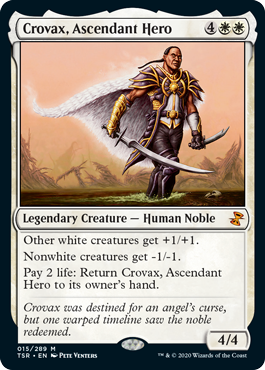 Crovax, Ascendant Hero 4
Legendary Creature — Human Noble
Other white creatures get +1/+1.
Nonwhite creatures get -1/-1.
Pay 2 life: Return Crovax, Ascendant
Hero to its owner's hand.
Crovax was destined for an angel's curse,
but one warped timeline saw the noble
redeemed.
4/4
015/289 M
TSR • EN PETE VENTERS
™ & © 2020 Wizards of the Coast